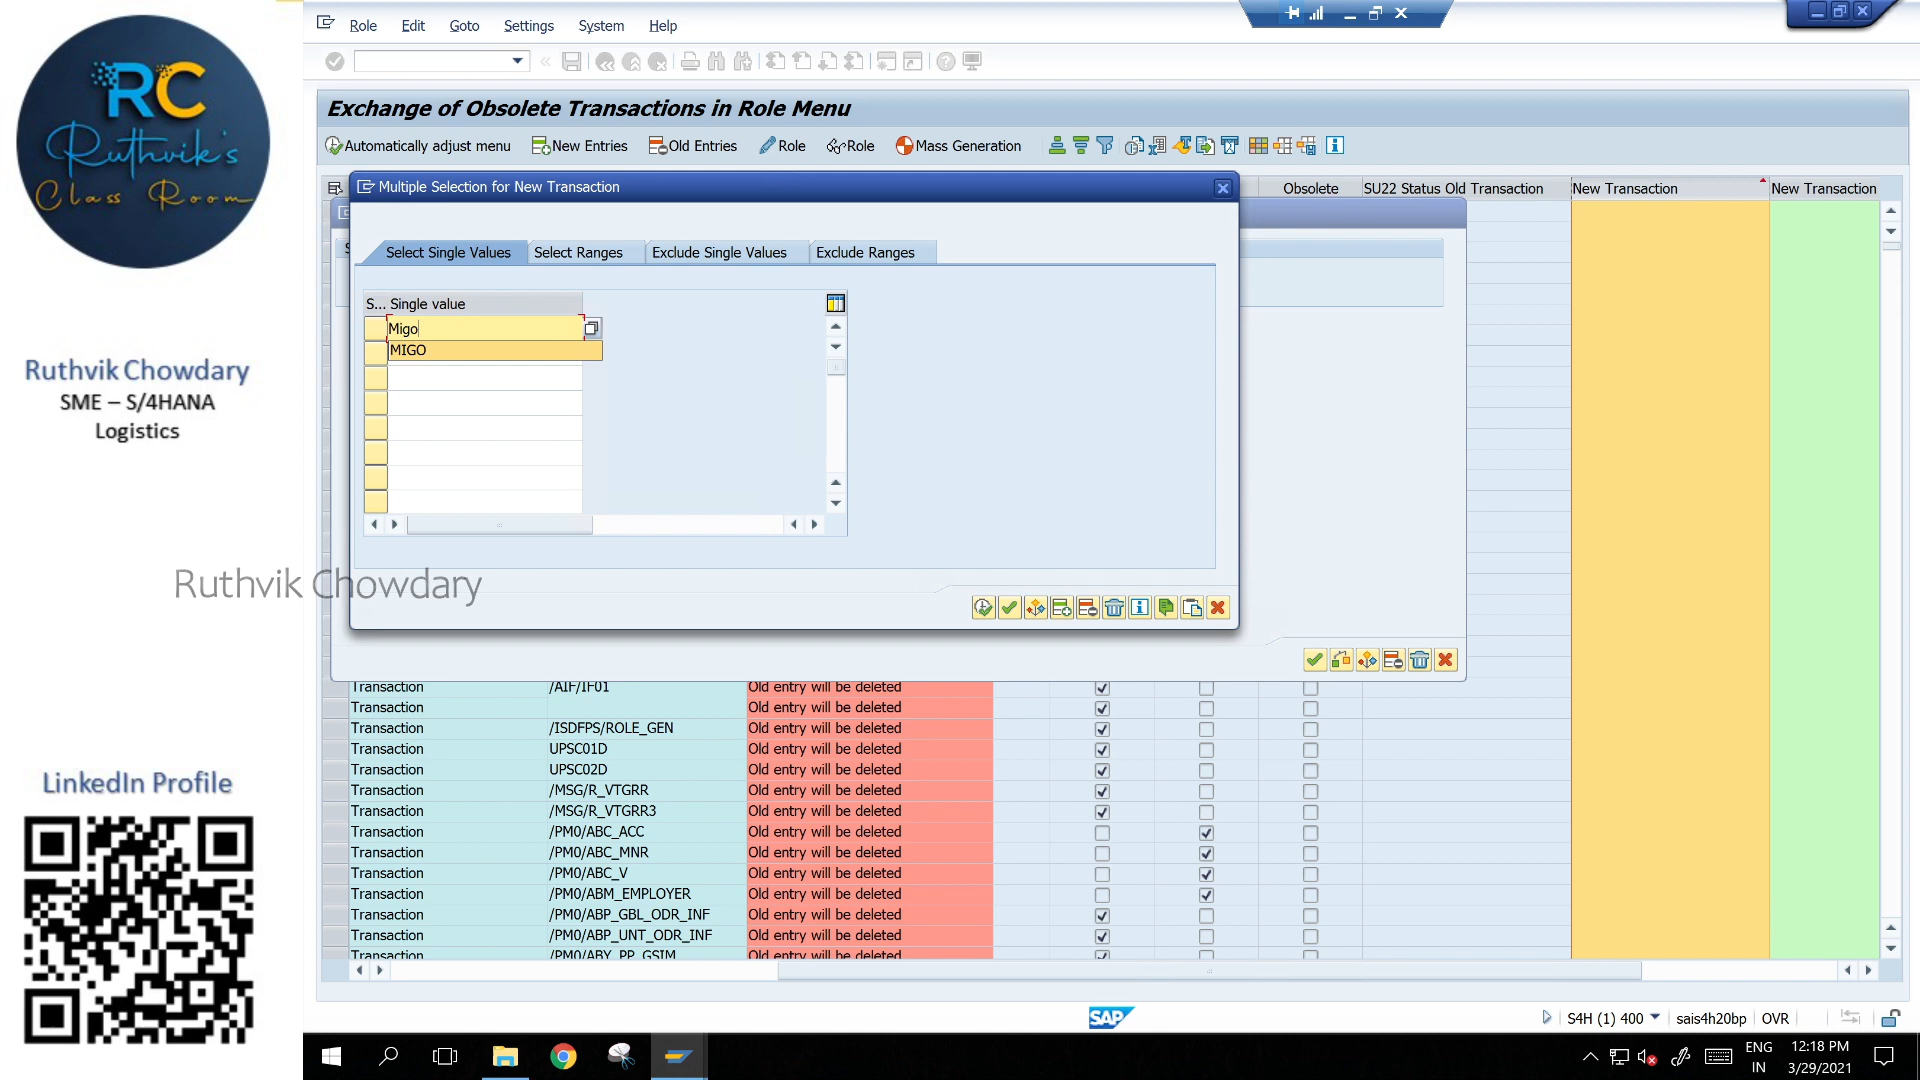 RC
Ruthvik's
Class Room
Ruthvik Chowdary
SME – S/4HANA
Logistics
Ruthvik Chowdary
LinkedIn Profile
Role Edit Goto Settings System Help
Exchange of Obsolete Transactions in Role Menu
Automatically adjust menu New Entries Old Entries Role Role Mass Generation
Multiple Selection for New Transaction
Obsolete SU22 Status Old Transaction New Transaction New Transaction
Select Single Values Select Ranges Exclude Single Values Exclude Ranges
S... Single value
Migo
MIGO
Transaction /AIF/IF01 Old entry will be deleted
Transaction Old entry will be deleted
Transaction /ISDFPS/ROLE_GEN Old entry will be deleted
Transaction UPSC01D Old entry will be deleted
Transaction UPSC02D Old entry will be deleted
Transaction /MSG/R_VTGRR Old entry will be deleted
Transaction /MSG/R_VTGRR3 Old entry will be deleted
Transaction /PM0/ABC_ACC Old entry will be deleted
Transaction /PM0/ABC_MNR Old entry will be deleted
Transaction /PM0/ABC_V Old entry will be deleted
Transaction /PM0/ABM_EMPLOYER Old entry will be deleted
Transaction /PM0/ABP_GBL_ODR_INF Old entry will be deleted
Transaction /PM0/ABP_UNT_ODR_INF Old entry will be deleted
Transaction /PM0/ABY_PP_GSIM Old entry will be deleted
SAP
S4H (1) 400 sais4h20bp OVR
ENG 12:18 PM
IN 3/29/2021